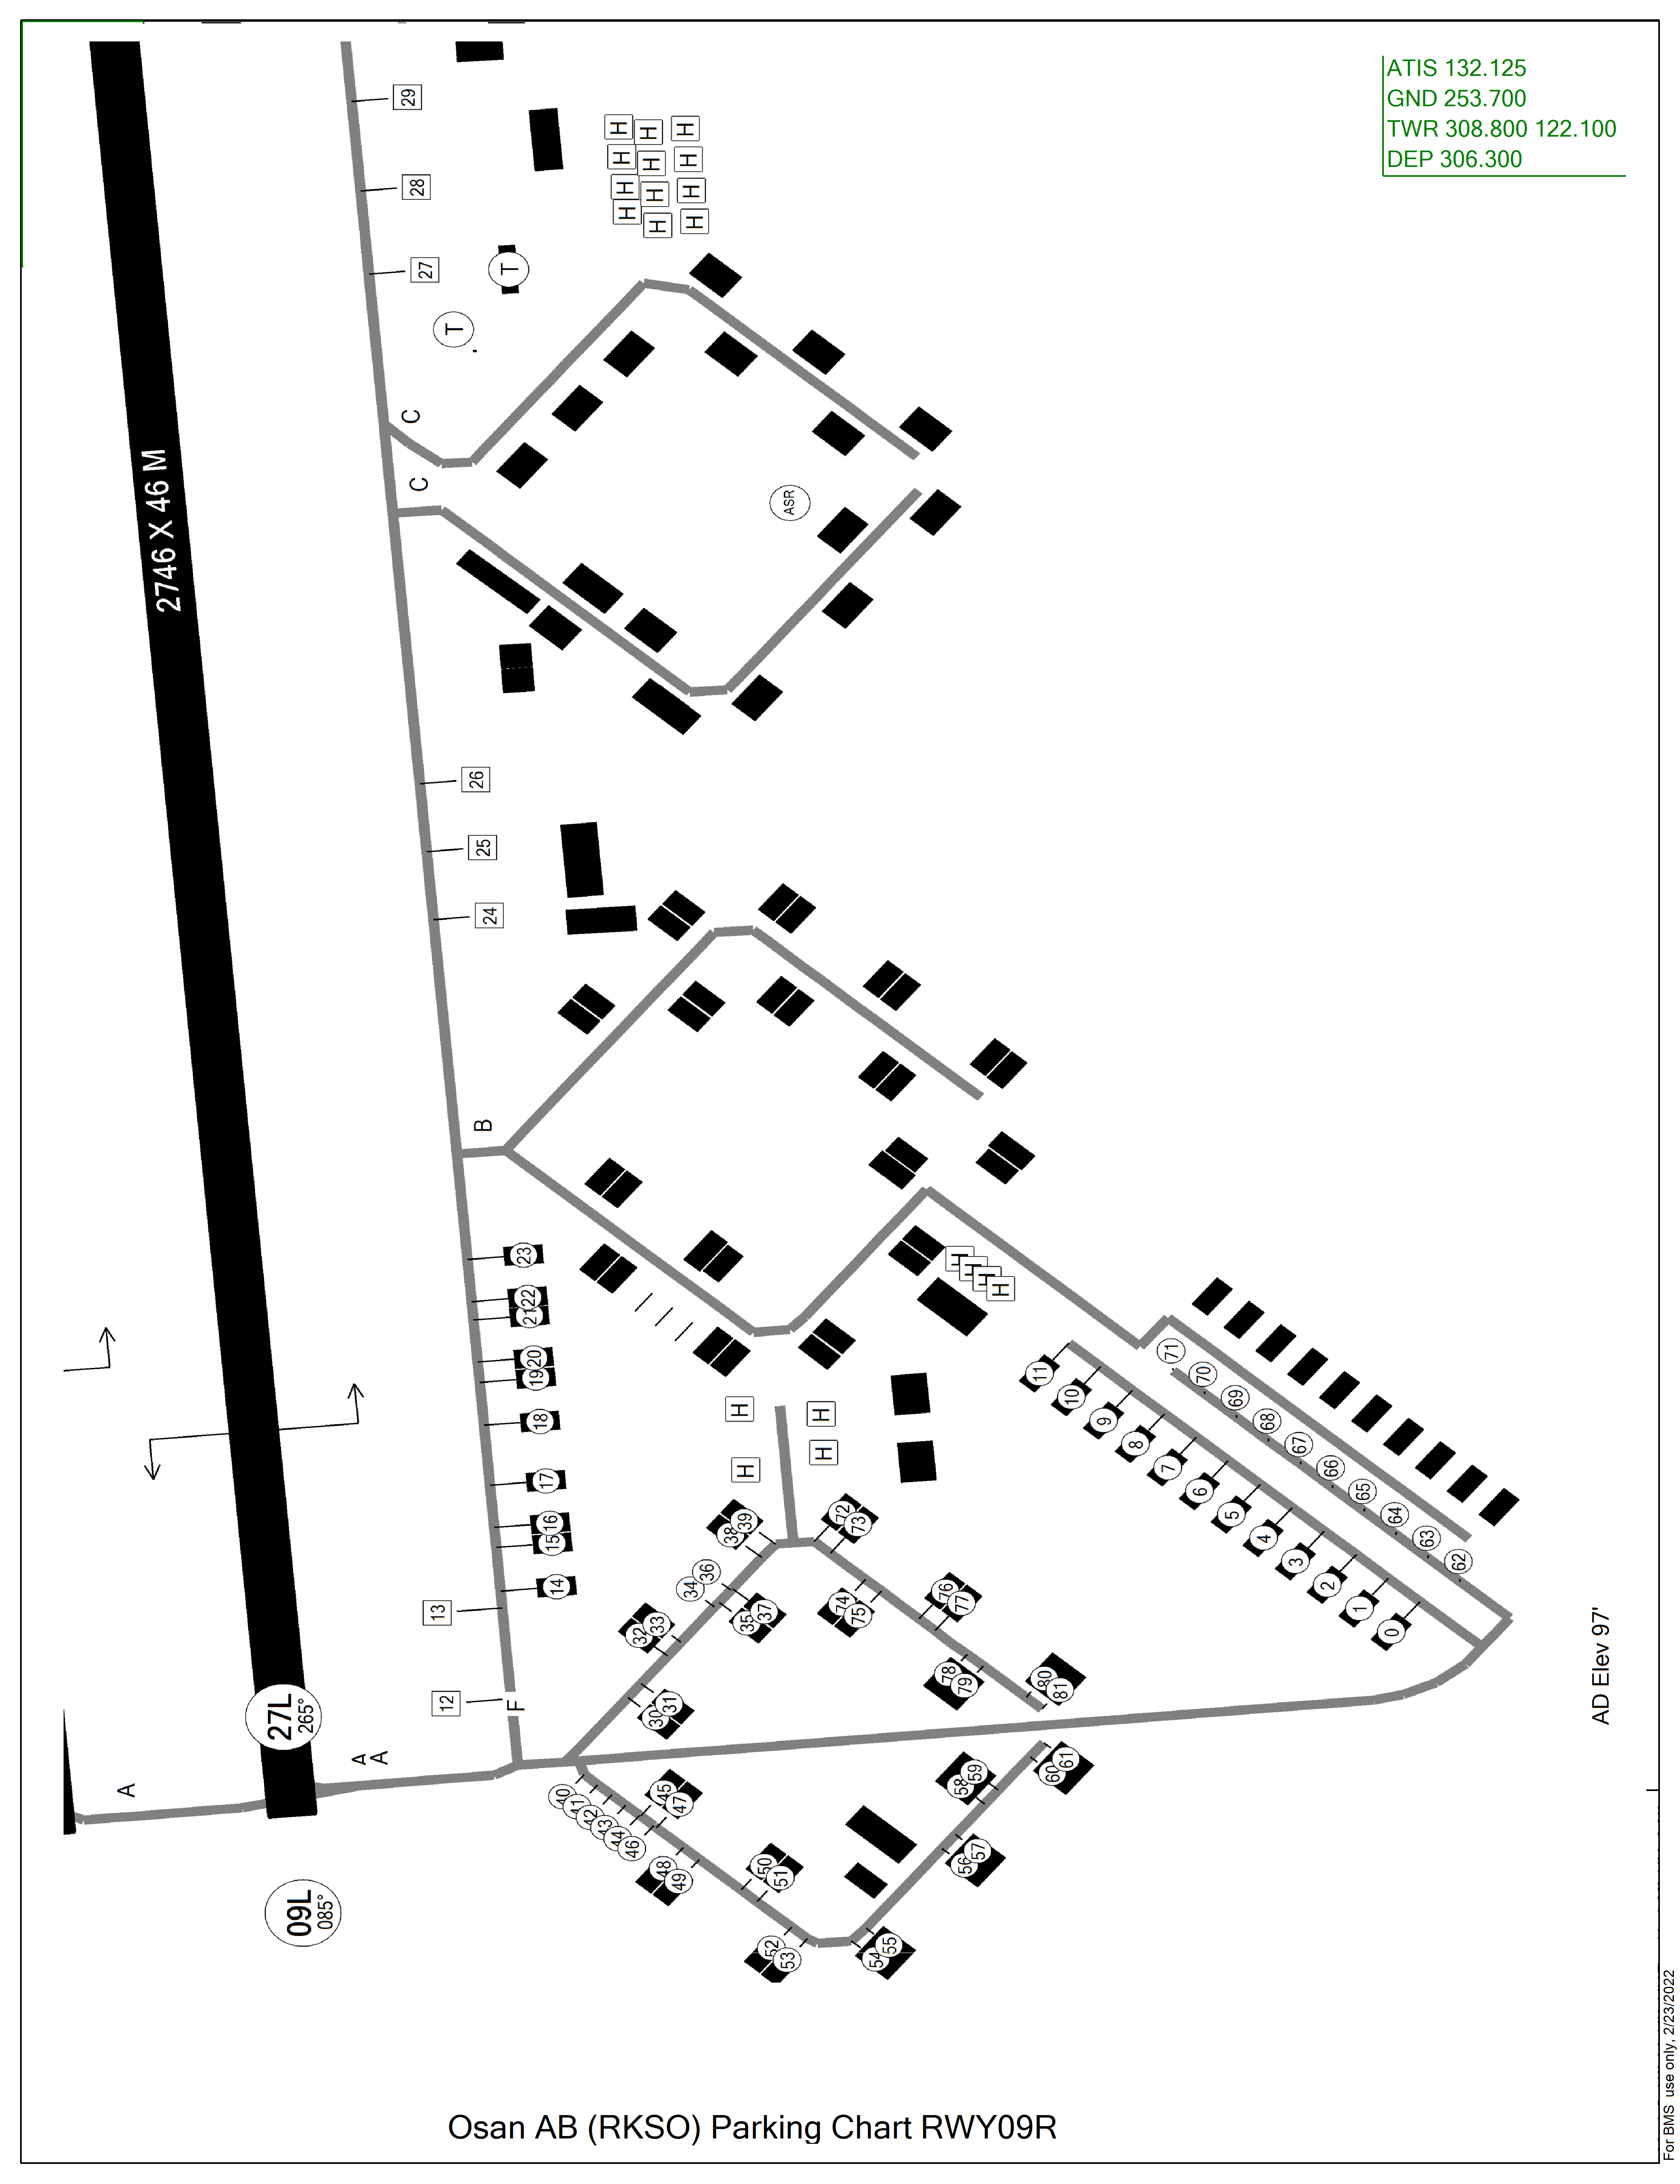 ATIS 132.125
GND 253.700
TWR 308.800 122.100
DEP 306.300
29
28
27
H H H
H H H
H H H
H H H
T
T
C
C
2746 X 46 M
ASR
26
25
24
B
23
22
21
20
19
18
17
16
15
14
13
12
F
H
H
H
H
H
H
H
H
11
10
9
8
7
6
5
4
3
2
1
0
71
70
69
68
67
66
65
64
63
62
72
73
38
39
36
34
35
37
32
33
74
75
76
77
78
79
80
81
30
31
27L
265°
A
A
A
09L
085°
40
41
42
43
44
46
45
47
48
49
50
51
52
53
54
55
56
57
58
59
60
61
AD Elev 97'
Osan AB (RKSO) Parking Chart RWY09R
For BMS use only, 2/23/2022